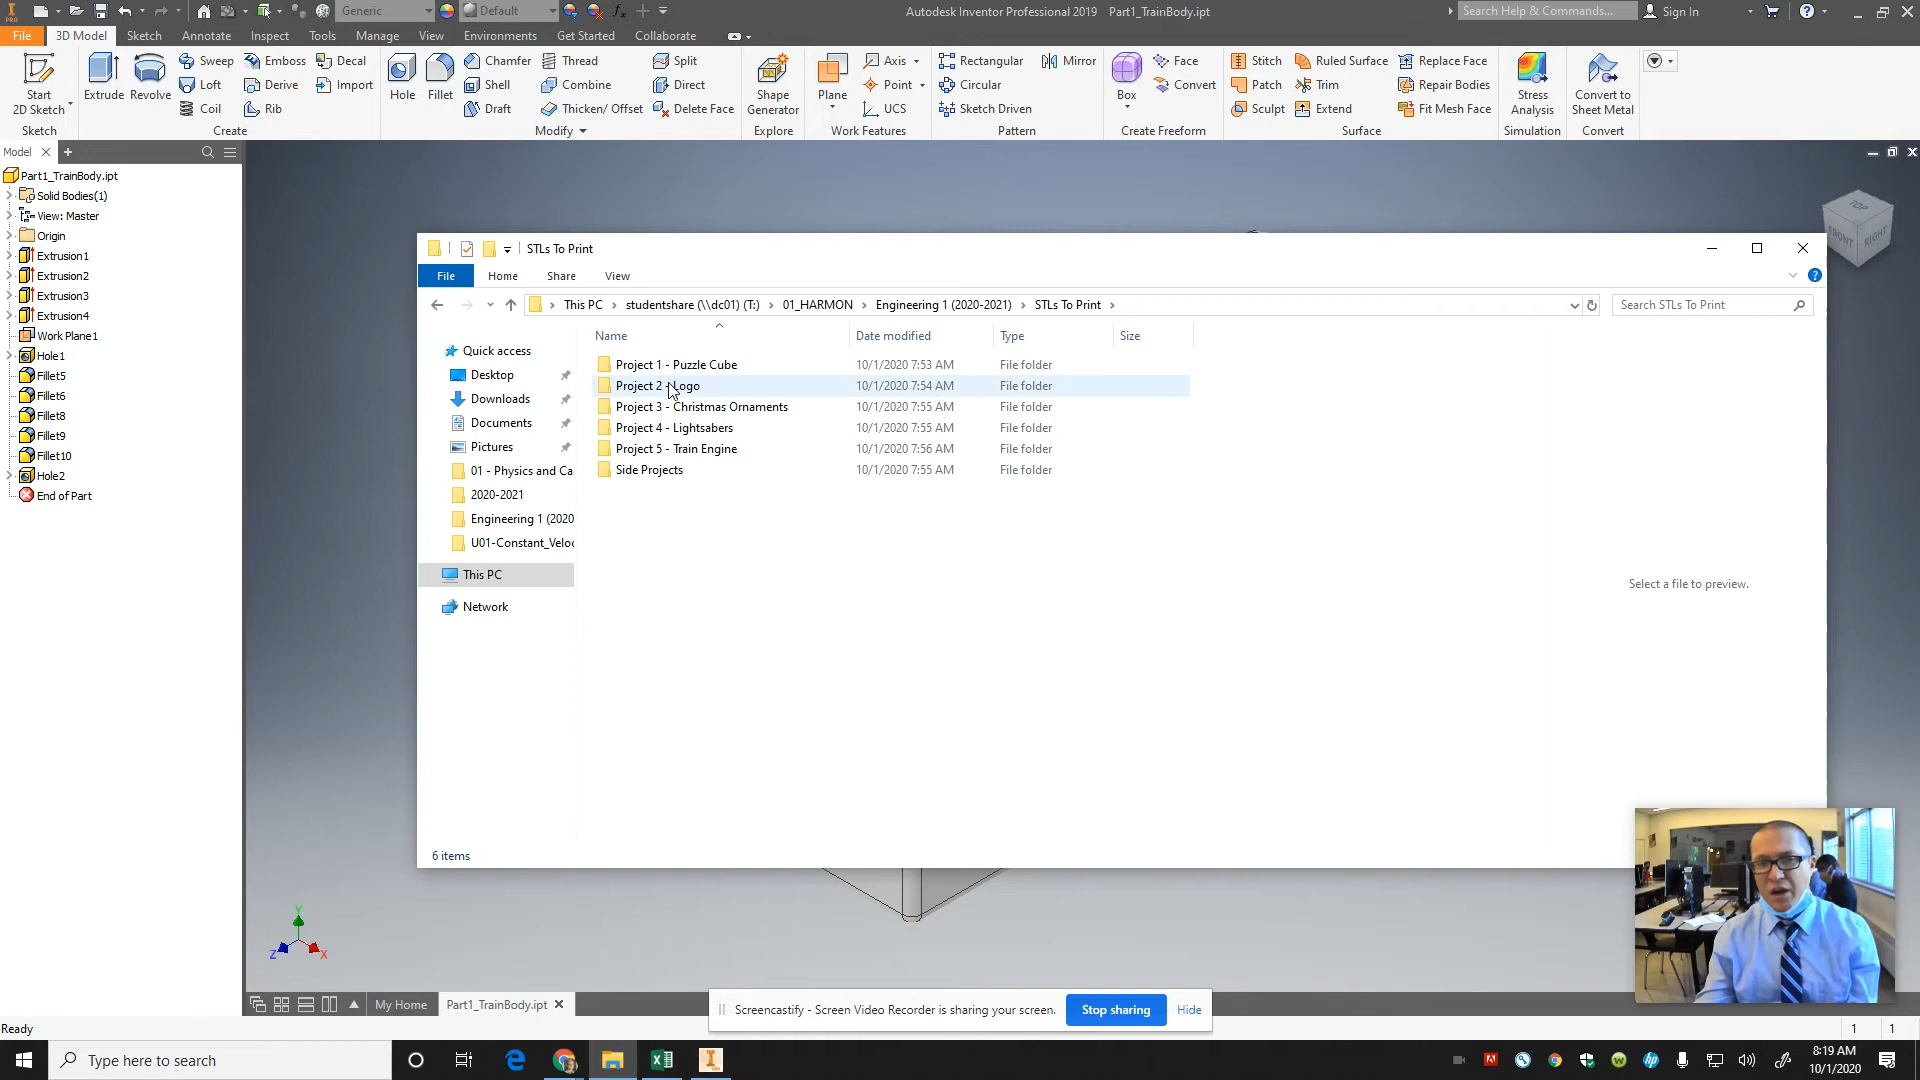 Generic
Default
Autodesk Inventor Professional 2019 Part1_TrainBody.ipt
Search Help & Commands...
Sign In
File 3D Model Sketch Annotate Inspect Tools Manage View Environments Get Started Collaborate
Start
2D Sketch
Sketch
Extrude
Revolve
Sweep
Loft
Coil
Emboss
Derive
Rib
Decal
Import
Create
Hole
Fillet
Chamfer
Shell
Draft
Thread
Combine
Thicken/ Offset
Split
Direct
Delete Face
Modify
Shape
Generator
Explore
Plane
Axis
Point
UCS
Work Features
Rectangular
Circular
Sketch Driven
Mirror
Pattern
Box
Face
Convert
Create Freeform
Stitch
Patch
Sculpt
Ruled Surface
Trim
Extend
Replace Face
Repair Bodies
Fit Mesh Face
Surface
Stress
Analysis
Simulation
Convert to
Sheet Metal
Convert
Model
Part1_TrainBody.ipt
Solid Bodies(1)
View: Master
Origin
Extrusion1
Extrusion2
Extrusion3
Extrusion4
Work Plane1
Hole1
Fillet5
Fillet6
Fillet8
Fillet9
Fillet10
Hole2
End of Part
TOP
FRONT
RIGHT
STLs To Print
File Home Share View
This PC studentshare (\\dc01) (T:) 01_HARMON Engineering 1 (2020-2021) STLs To Print
Search STLs To Print
Name Date modified Type Size
Project 1 - Puzzle Cube 10/1/2020 7:53 AM File folder
Project 2 - Logo 10/1/2020 7:54 AM File folder
Project 3 - Christmas Ornaments 10/1/2020 7:55 AM File folder
Project 4 - Lightsabers 10/1/2020 7:55 AM File folder
Project 5 - Train Engine 10/1/2020 7:56 AM File folder
Side Projects 10/1/2020 7:55 AM File folder
Quick access
Desktop
Downloads
Documents
Pictures
01 - Physics and Ca
2020-2021
Engineering 1 (2020
U01-Constant_Veloc
This PC
Network
Select a file to preview.
6 items
Y
Z
X
My Home
Part1_TrainBody.ipt
Screencastify - Screen Video Recorder is sharing your screen.
Stop sharing
Hide
Ready
1 1
Type here to search
8:19 AM
10/1/2020